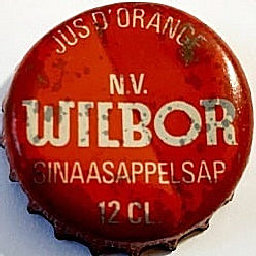 JUS D'ORANGE
N.V.
WILBOR
SINAASAPPELSAP
12 CL.